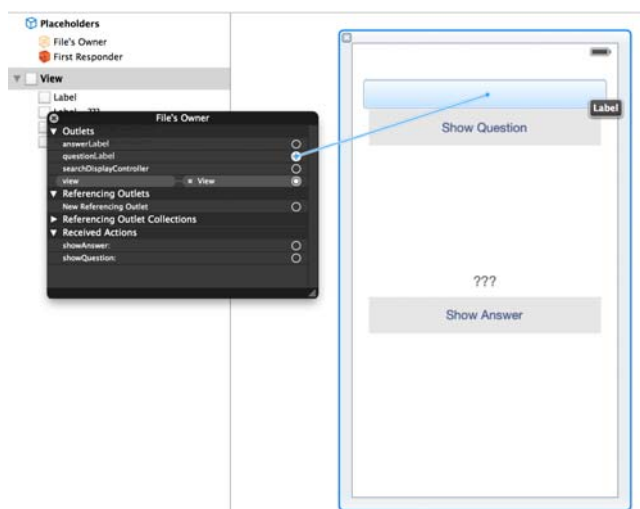 Placeholders
File's Owner
First Responder
View
Label
File's Owner
Outlets
answerLabel
questionLabel
searchDisplayController
view View
Referencing Outlets
New Referencing Outlet
Referencing Outlet Collections
Received Actions
showAnswer:
showQuestion:
Label
Show Question
???
Show Answer